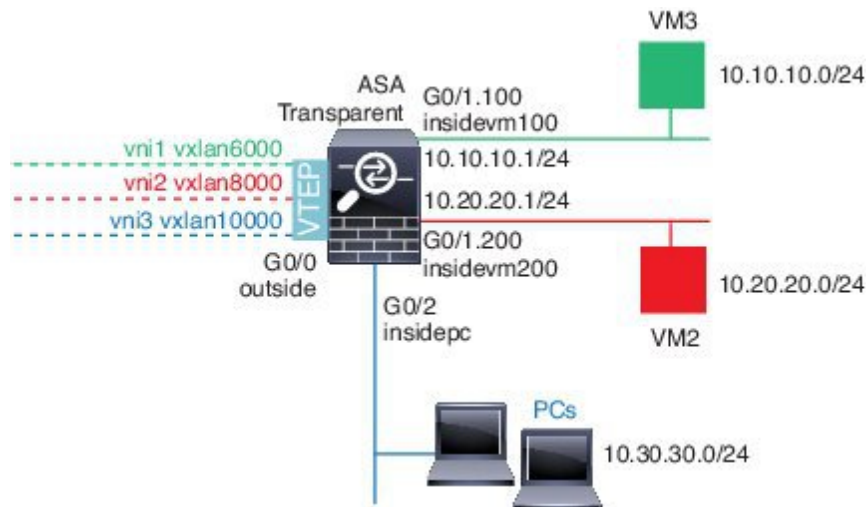 VM3
10.10.10.0/24
ASA
Transparent
G0/1.100
insidevm100
vni1 vxlan6000
vni2 vxlan8000
vni3 vxlan10000
VTEP
10.10.10.1/24
10.20.20.1/24
G0/1.200
insidevm200
G0/0
outside
10.20.20.0/24
VM2
G0/2
insidepc
PCs
10.30.30.0/24